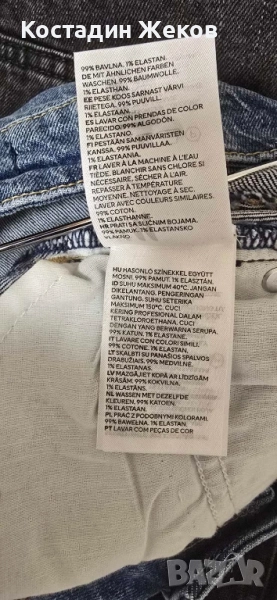 Константин Жеков
99% BAVLNA. 1% ELASTAN.
DE MIT ÄHNLICHEN FARBEN
WASCHEN. 99% BAUMWOLLE.
1% ELASTHAN.
EE PESE KOOS SARNAST VÄRVI
RIIETEGA. 99% PUUVILL.
1% ELASTAAN.
ES LAVAR CON PRENDAS DE COLOR
PARECIDO. 99% ALGODÓN.
1% ELASTANO.
FI PESTÄÄN SAMANVÄRISTEN
KANSSA. 99% PUUVILLAA.
1% ELASTAANIA.
FR LAVER À LA MACHINE À L'EAU
TIÈDE. BLANCHIR SANS CHLORE SI
NÉCESSAIRE. SÉCHER À L'AIR.
REPASSER À TEMPÉRATURE
MOYENNE. NETTOYAGE À SEC.
LAVER AVEC COULEURS SIMILAIRES.
99% COTON.
1% ÉLASTHANNE.
HR PRATI SA SLIČNIM BOJAMA.
99% PAMUK. 1% ELASTANSKO
VLAKNO.
HU HASONLÓ SZÍNEKKEL EGYÜTT
MOSNI. 99% PAMUT. 1% ELASZTÁN.
ID SUHU MAKSIMUM 40°C. JANGAN
DIKELANTANG. PENGERINGAN
GANTUNG. SUHU SETERIKA
MAKSIMUM 150°C. CUCI
KERING PROFESIONAL DALAM
TETRAKLOROETHANA. CUCI
DENGAN YANG BERWARNA SERUPA.
99% KATUN. 1% ELASTANE.
IT LAVARE CON COLORI SIMILI.
99% COTONE. 1% ELASTAN.
LT SKALBTI SU PANAŠIOS SPALVOS
DRABUŽIAIS. 99% MEDVILNĖ.
1% ELASTANAS.
LV MAZGĀJIET KOPĀ AR LĪDZĪGĀM
KRĀSĀM. 99% KOKVILNA.
1% ELASTĀNS.
NL WASSEN MET DEZELFDE
KLEUREN. 99% KATOEN.
1% ELASTAAN.
PL PRAĆ Z PODOBNYMI KOLORAMI.
99% BAWEŁNA. 1% ELASTAN.
PT LAVAR COM PEÇAS DE COR
BAZAR